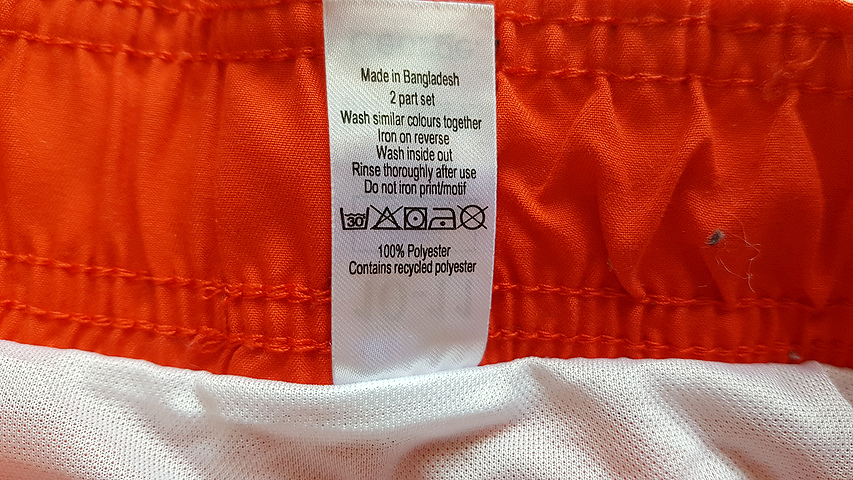 Made in Bangladesh
2 part set
Wash similar colours together
Iron on reverse
Wash inside out
Rinse thoroughly after use
Do not iron print/motif
30
100% Polyester
Contains recycled polyester